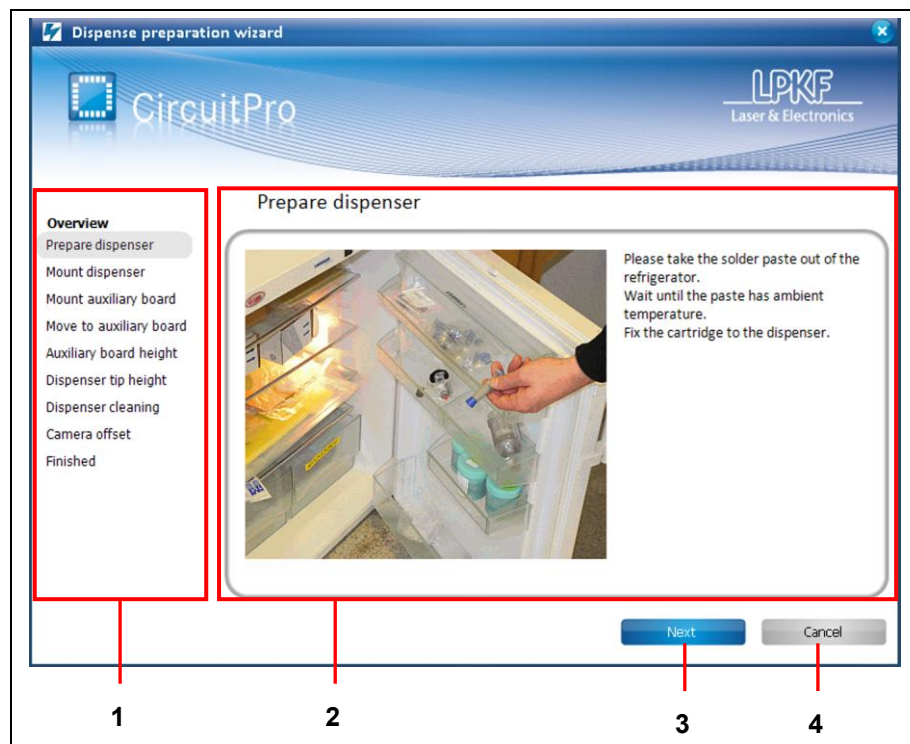 Dispense preparation wizard
CircuitPro
LPKF
Laser & Electronics
Overview
Prepare dispenser
Mount dispenser
Mount auxiliary board
Move to auxiliary board
Auxiliary board height
Dispenser tip height
Dispenser cleaning
Camera offset
Finished
Prepare dispenser
Please take the solder paste out of the
refrigerator.
Wait until the paste has ambient
temperature.
Fix the cartridge to the dispenser.
Next
Cancel
1
2
3
4